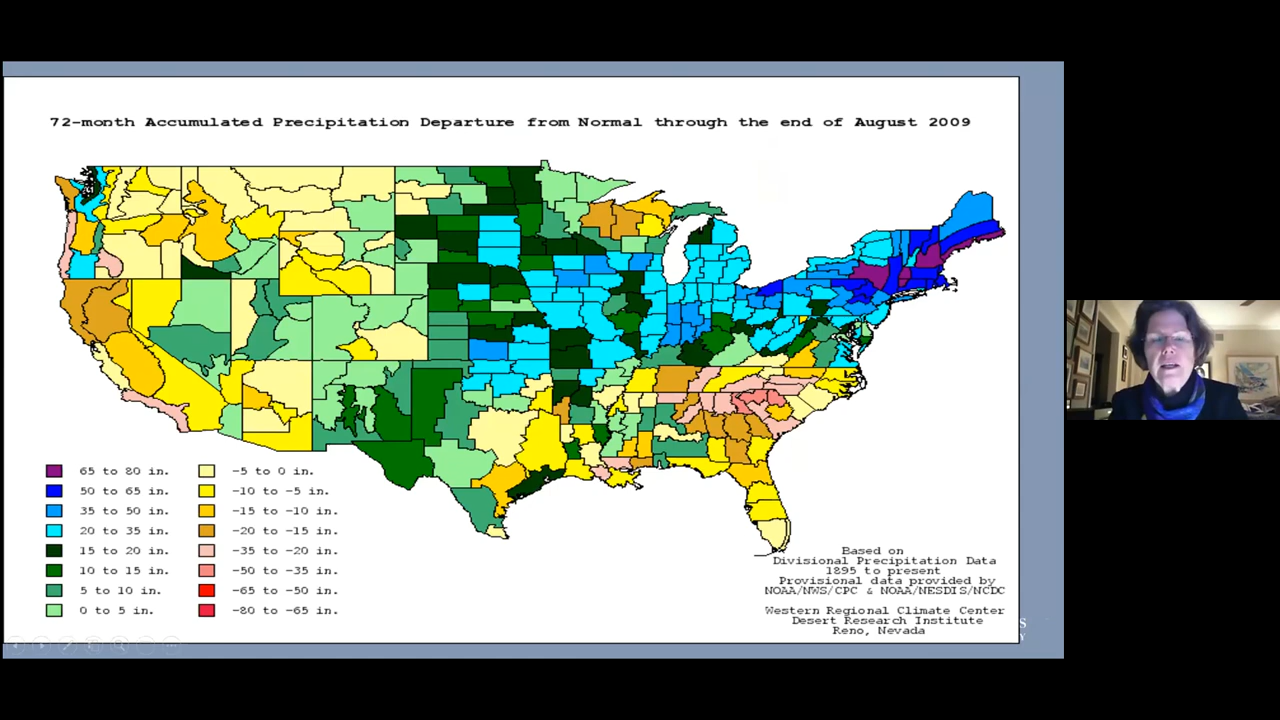 72-month Accumulated Precipitation Departure from Normal through the end of August 2009
65 to 80 in.
50 to 65 in.
35 to 50 in.
20 to 35 in.
15 to 20 in.
10 to 15 in.
5 to 10 in.
0 to 5 in.
-5 to 0 in.
-10 to -5 in.
-15 to -10 in.
-20 to -15 in.
-35 to -20 in.
-50 to -35 in.
-65 to -50 in.
-80 to -65 in.
Based on
Divisional Precipitation Data
1895 to present
Provisional data provided by
NOAA/NWS/CPC & NOAA/NESDIS/NCDC
Western Regional Climate Center
Desert Research Institute
Reno, Nevada
S
Y